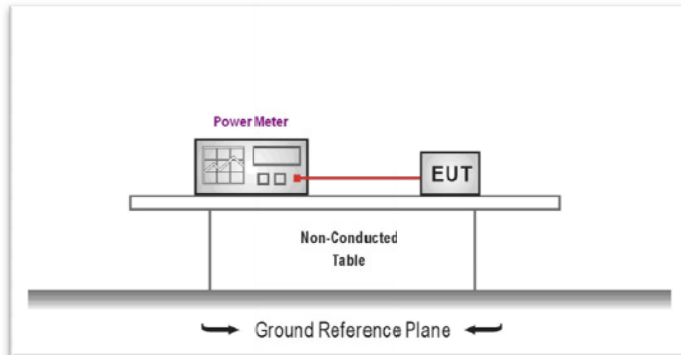 Power Meter
EUT
Non-Conducted
Table
Ground Reference Plane